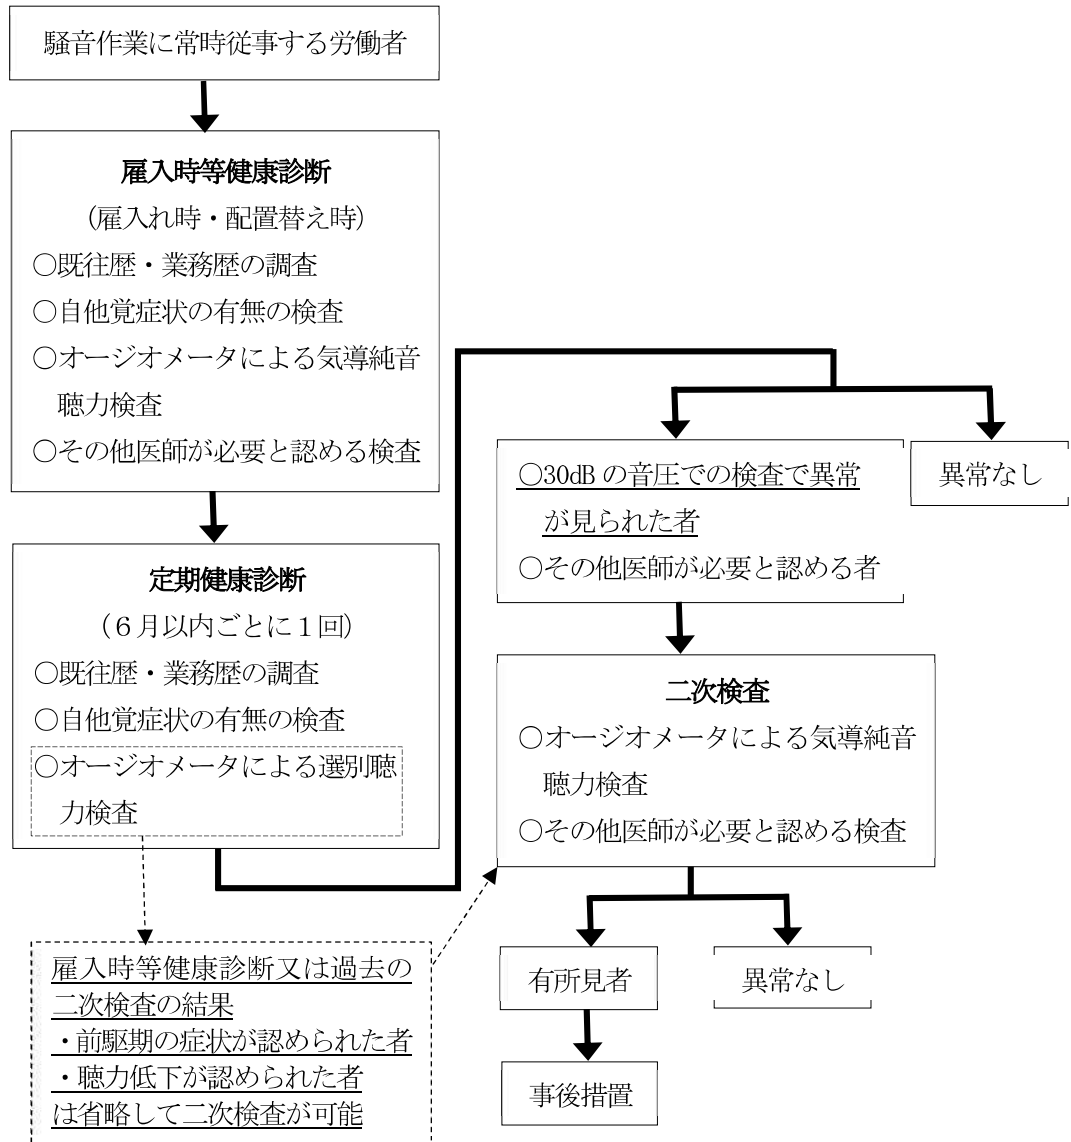 騒音作業に常時従事する労働者
雇入時等健康診断
(雇入れ時・配置替え時)
○既往歴・業務歴の調査
○自他覚症状の有無の検査
○オージオメータによる気導純音
聴力検査
○その他医師が必要と認める検査
定期健康診断
(6月以内ごとに1回)
○既往歴・業務歴の調査
○自他覚症状の有無の検査
○オージオメータによる選別聴
力検査
雇入時等健康診断又は過去の
二次検査の結果
・前駆期の症状が認められた者
・聴力低下が認められた者
は省略して二次検査が可能
○30dBの音圧での検査で異常
が見られた者
○その他医師が必要と認める者
異常なし
二次検査
○オージオメータによる気導純音
聴力検査
○その他医師が必要と認める検査
有所見者
異常なし
事後措置